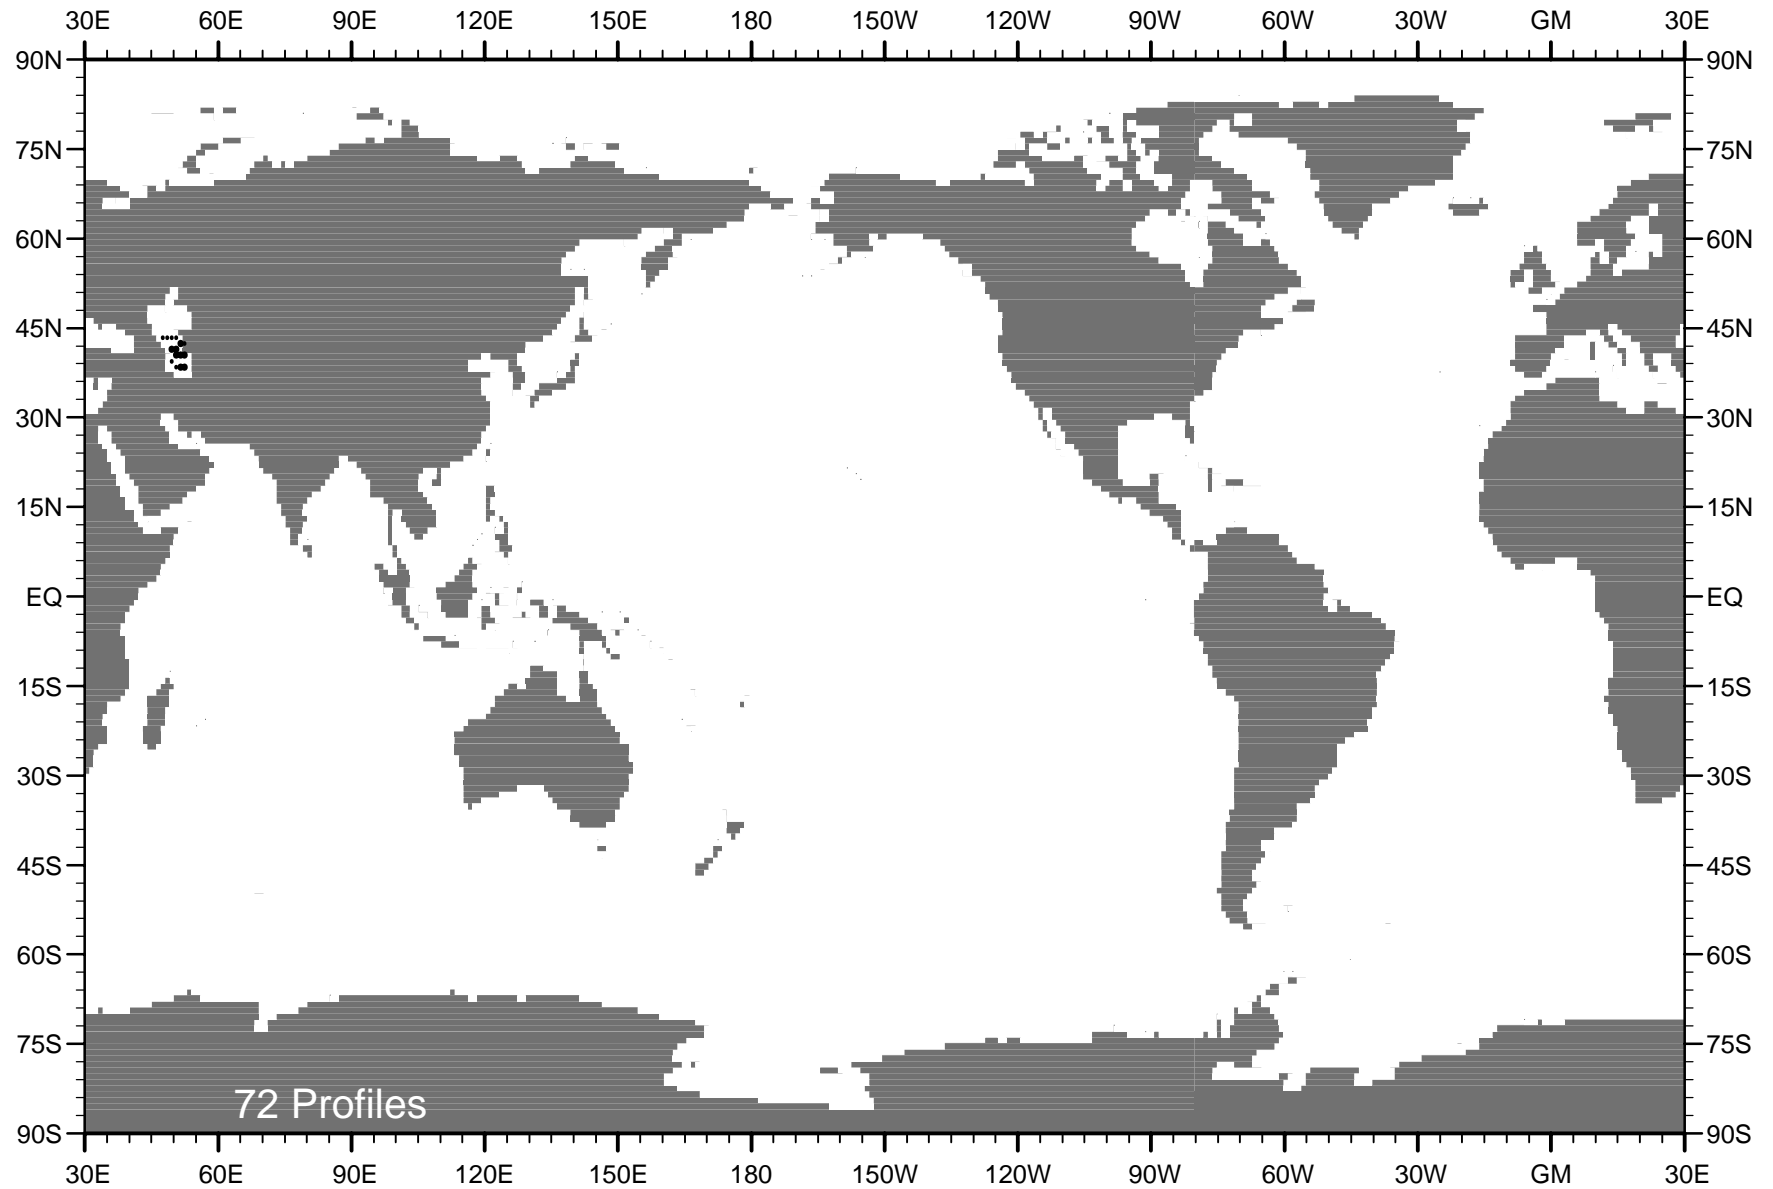 30E 60E 90E 120E 150E 180 150W 120W 90W 60W 30W GM 30E
90N 90N
75N 75N
60N 60N
45N 45N
30N 30N
15N 15N
EQ EQ
15S 15S
30S 30S
45S 45S
60S 60S
75S 75S
72 Profiles
90S 90S
30E 60E 90E 120E 150E 180 150W 120W 90W 60W 30W GM 30E